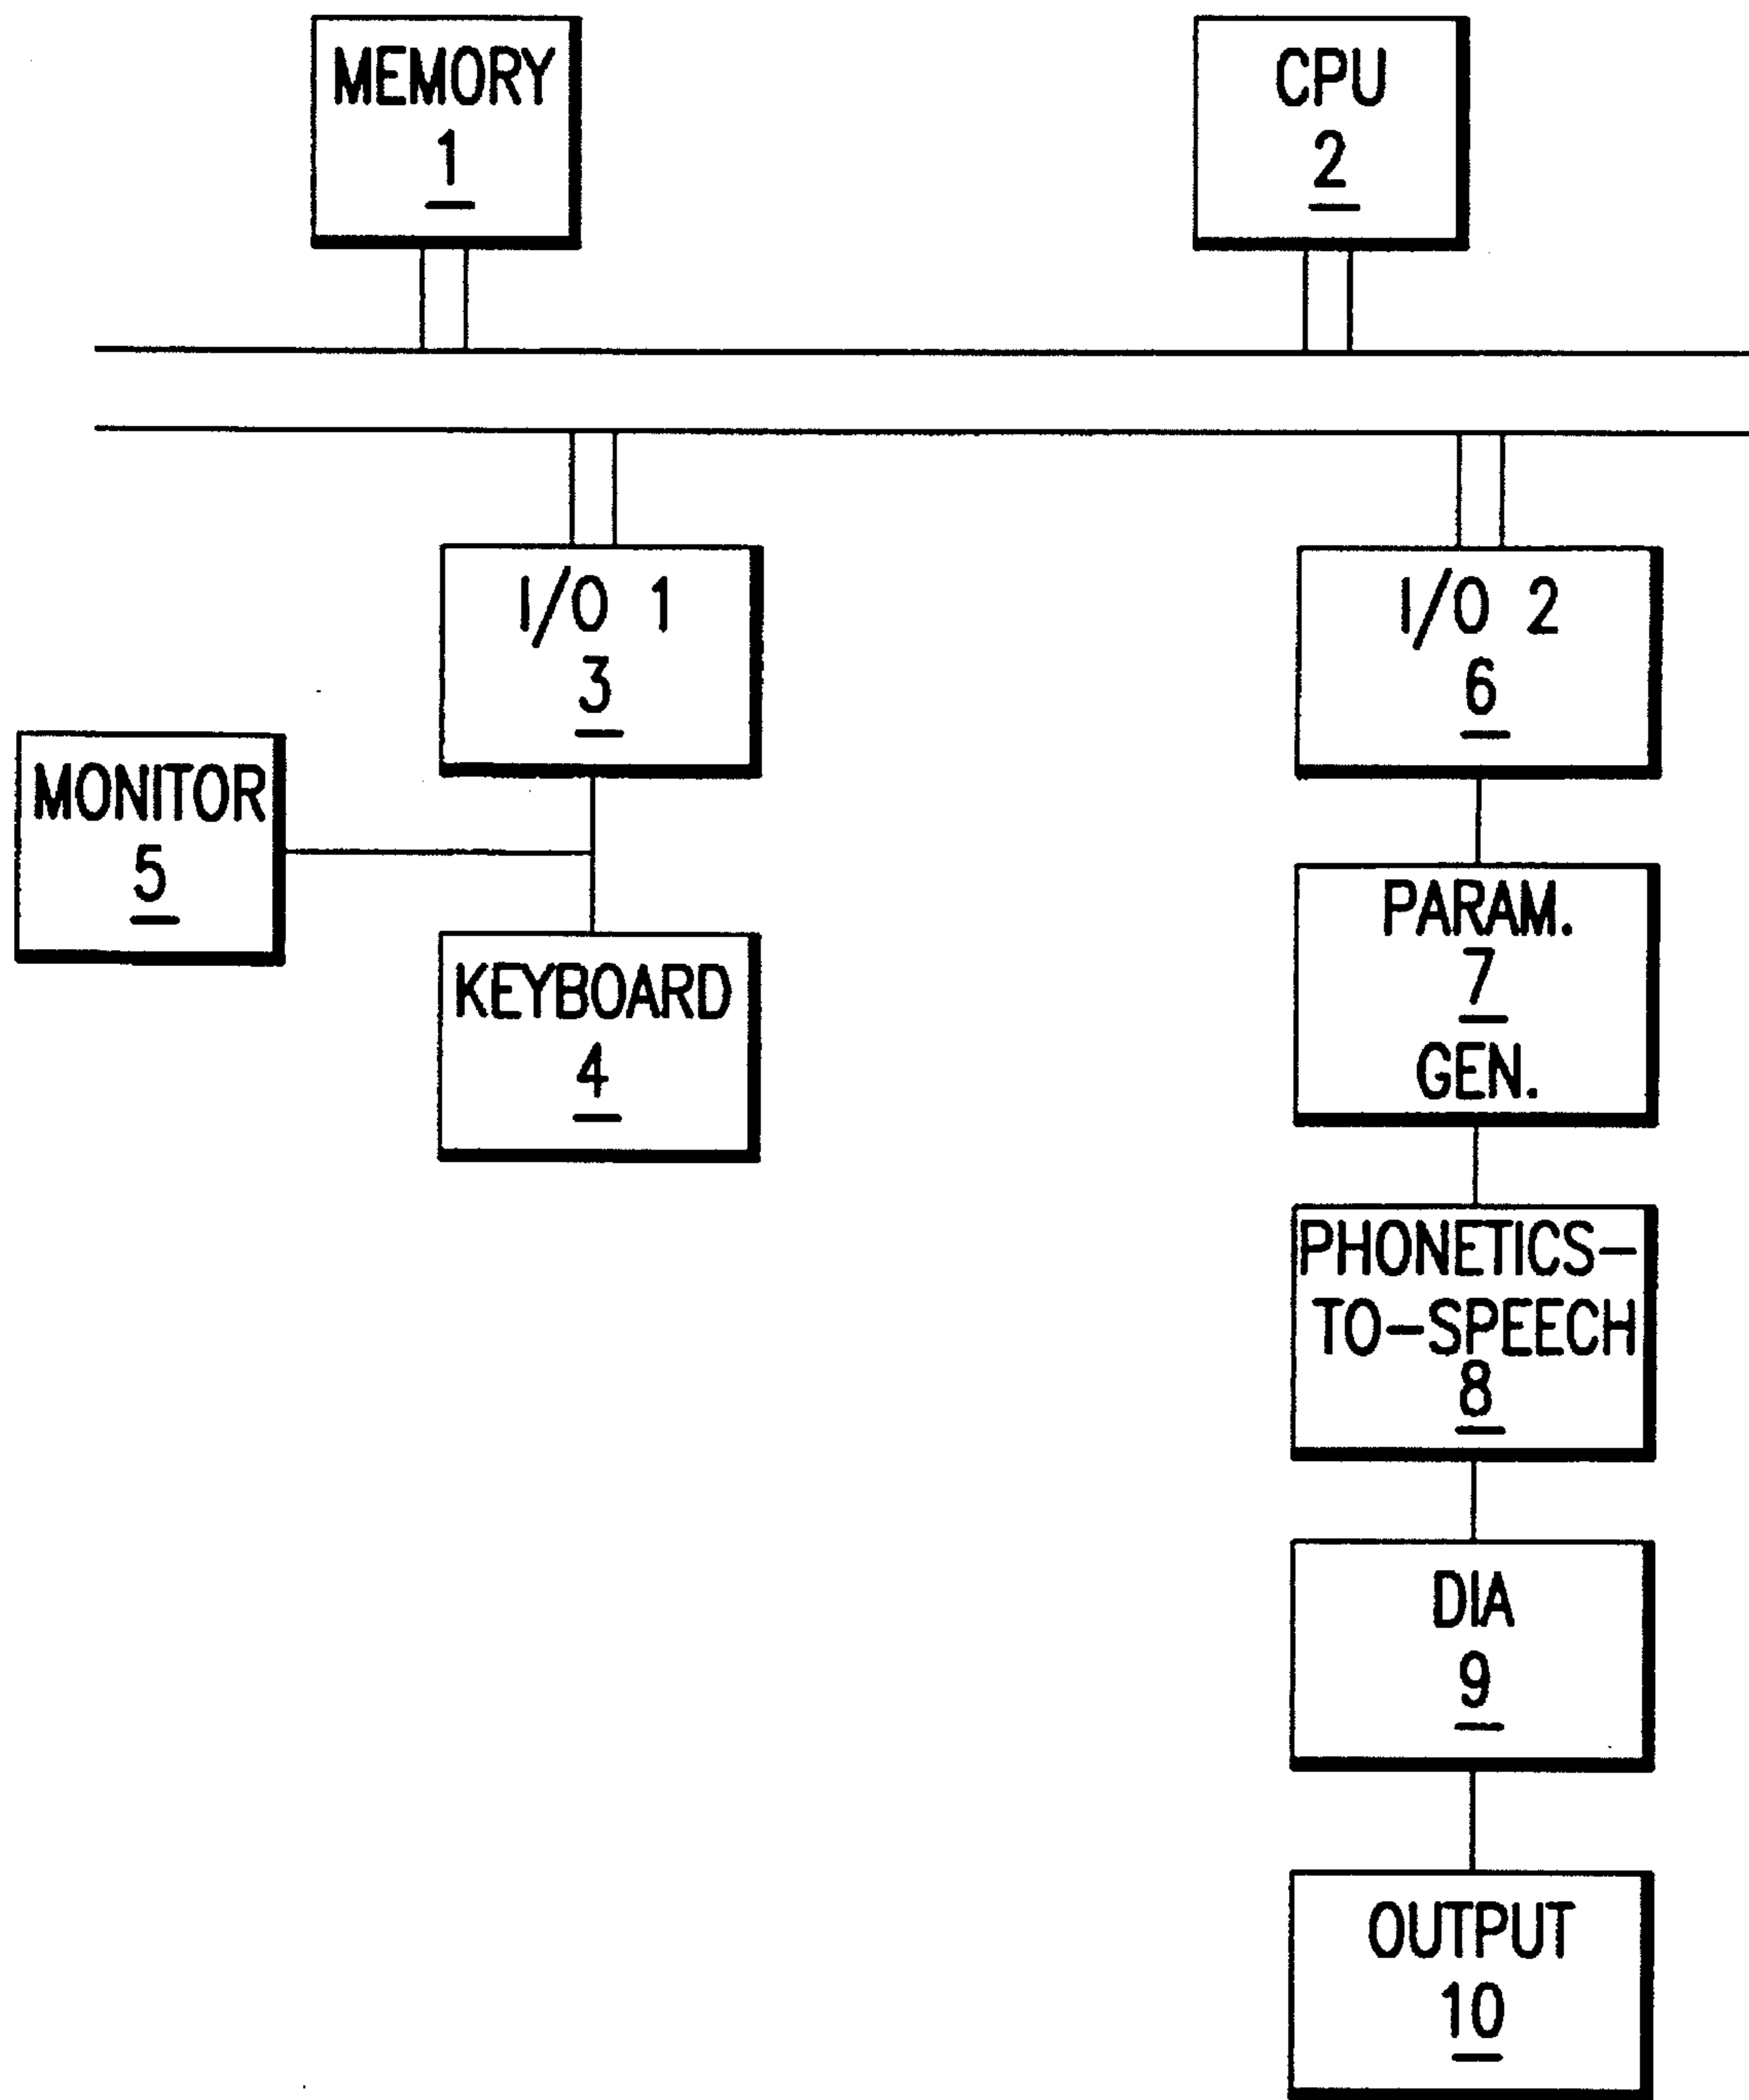 MEMORY
1
CPU
2
I/O 1
3
I/O 2
6
MONITOR
5
KEYBOARD
4
PARAM.
7
GEN.
PHONETICS-
TO-SPEECH
8
DIA
9
OUTPUT
10